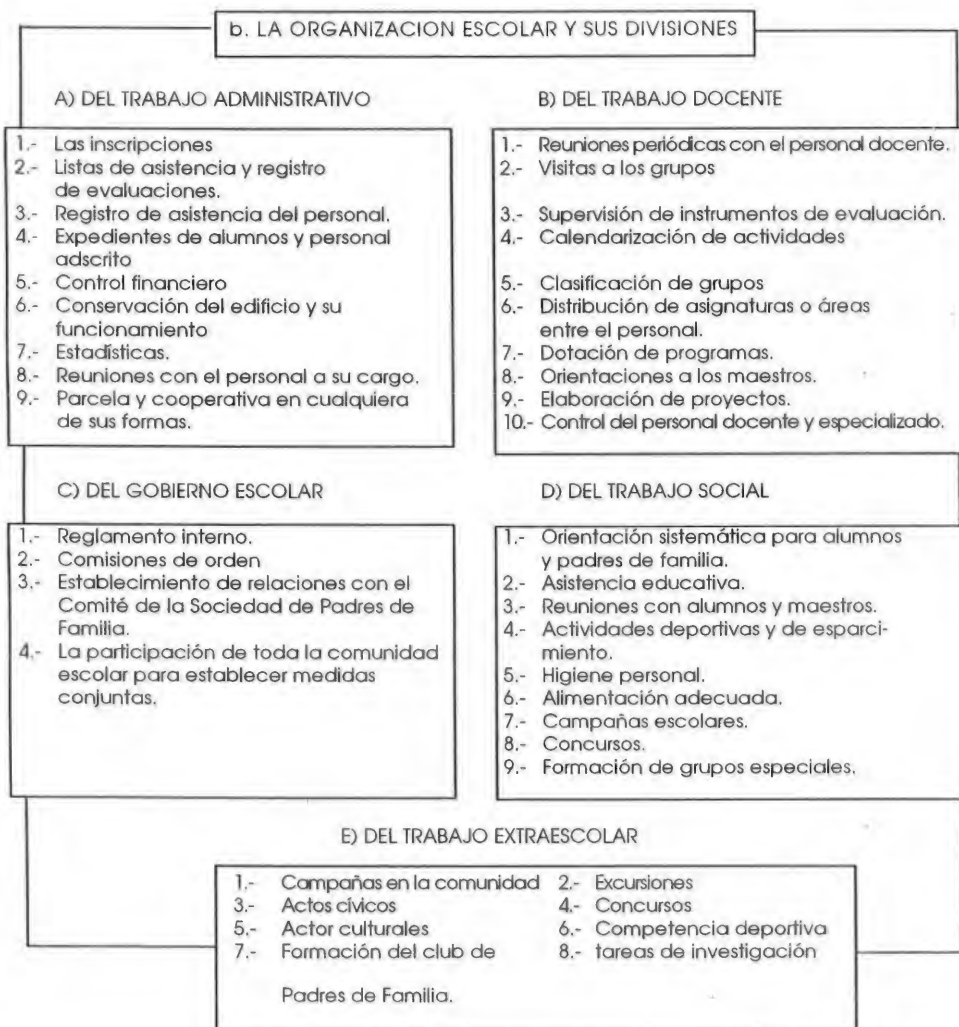 b. LA ORGANIZACION ESCOLAR Y SUS DIVISIONES
A) DEL TRABAJO ADMINISTRATIVO
1.- Las inscripciones
2.- Listas de asistencia y registro
de evaluaciones.
3.- Registro de asistencia del personal.
4.- Expedientes de alumnos y personal
adscrito
5.- Control financiero
6.- Conservación del edificio y su
funcionamiento
7.- Estadísticas.
8.- Reuniones con el personal a su cargo.
9.- Parcela y cooperativa en cualquiera
de sus formas.
B) DEL TRABAJO DOCENTE
1.- Reuniones periódicas con el personal docente.
2.- Visitas a los grupos
3.- Supervisión de instrumentos de evaluación.
4.- Calendarización de actividades
5.- Clasificación de grupos
6.- Distribución de asignaturas o áreas
entre el personal.
7.- Dotación de programas.
8.- Orientaciones a los maestros.
9.- Elaboración de proyectos.
10.- Control del personal docente y especializado.
C) DEL GOBIERNO ESCOLAR
1.- Reglamento interno.
2.- Comisiones de orden
3.- Establecimiento de relaciones con el
Comité de la Sociedad de Padres de
Familia.
4.- La participación de toda la comunidad
escolar para establecer medidas
conjuntas.
D) DEL TRABAJO SOCIAL
1.- Orientación sistemática para alumnos
y padres de familia.
2.- Asistencia educativa.
3.- Reuniones con alumnos y maestros.
4.- Actividades deportivas y de esparci-
miento.
5.- Higiene personal.
6.- Alimentación adecuada.
7.- Campañas escolares.
8.- Concursos.
9.- Formación de grupos especiales.
E) DEL TRABAJO EXTRAESCOLAR
1.- Campañas en la comunidad 2.- Excursiones
3.- Actos cívicos 4.- Concursos
5.- Actor culturales 6.- Competencia deportiva
7.- Formación del club de 8.- tareas de investigación
Padres de Familia.